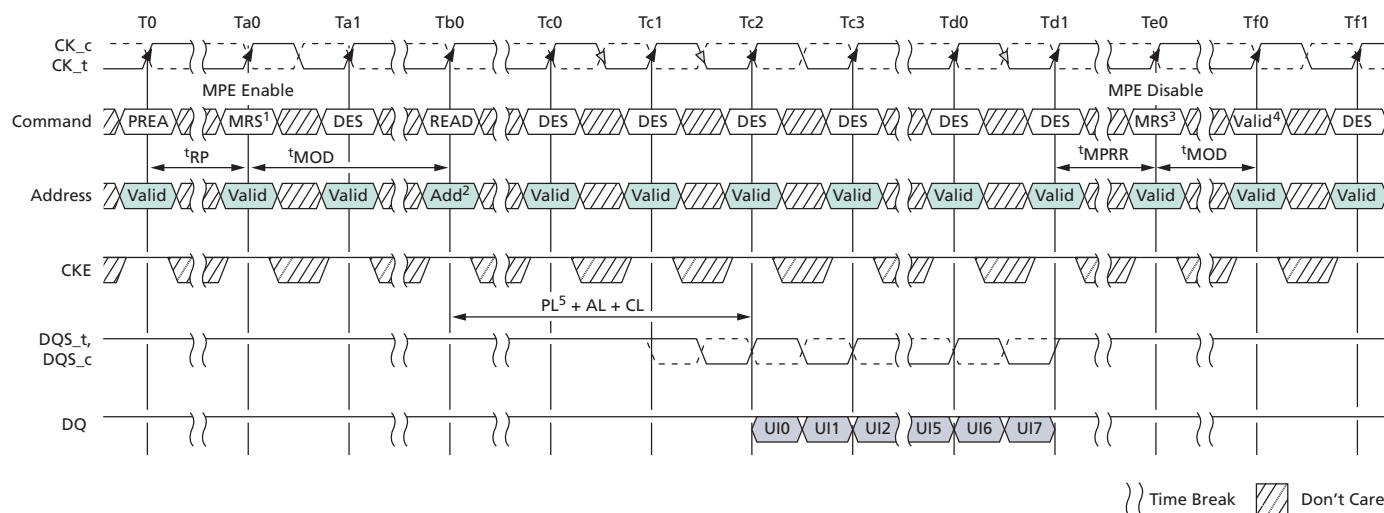 T0 Ta0 Ta1 Tb0 Tc0 Tc1 Tc2 Tc3 Td0 Td1 Te0 Tf0 Tf1
CK_c
CK_t
MPE Enable MPE Disable
Command PREA MRS¹ DES READ DES DES DES DES DES DES MRS³ Valid⁴ DES
tRP tMOD tMPRR tMOD
Address Valid Valid Valid Add² Valid Valid Valid Valid Valid Valid Valid Valid Valid
CKE
PL⁵ + AL + CL
DQS_t,
DQS_c
DQ UI0 UI1 UI2 UI5 UI6 UI7
Time Break Don't Care